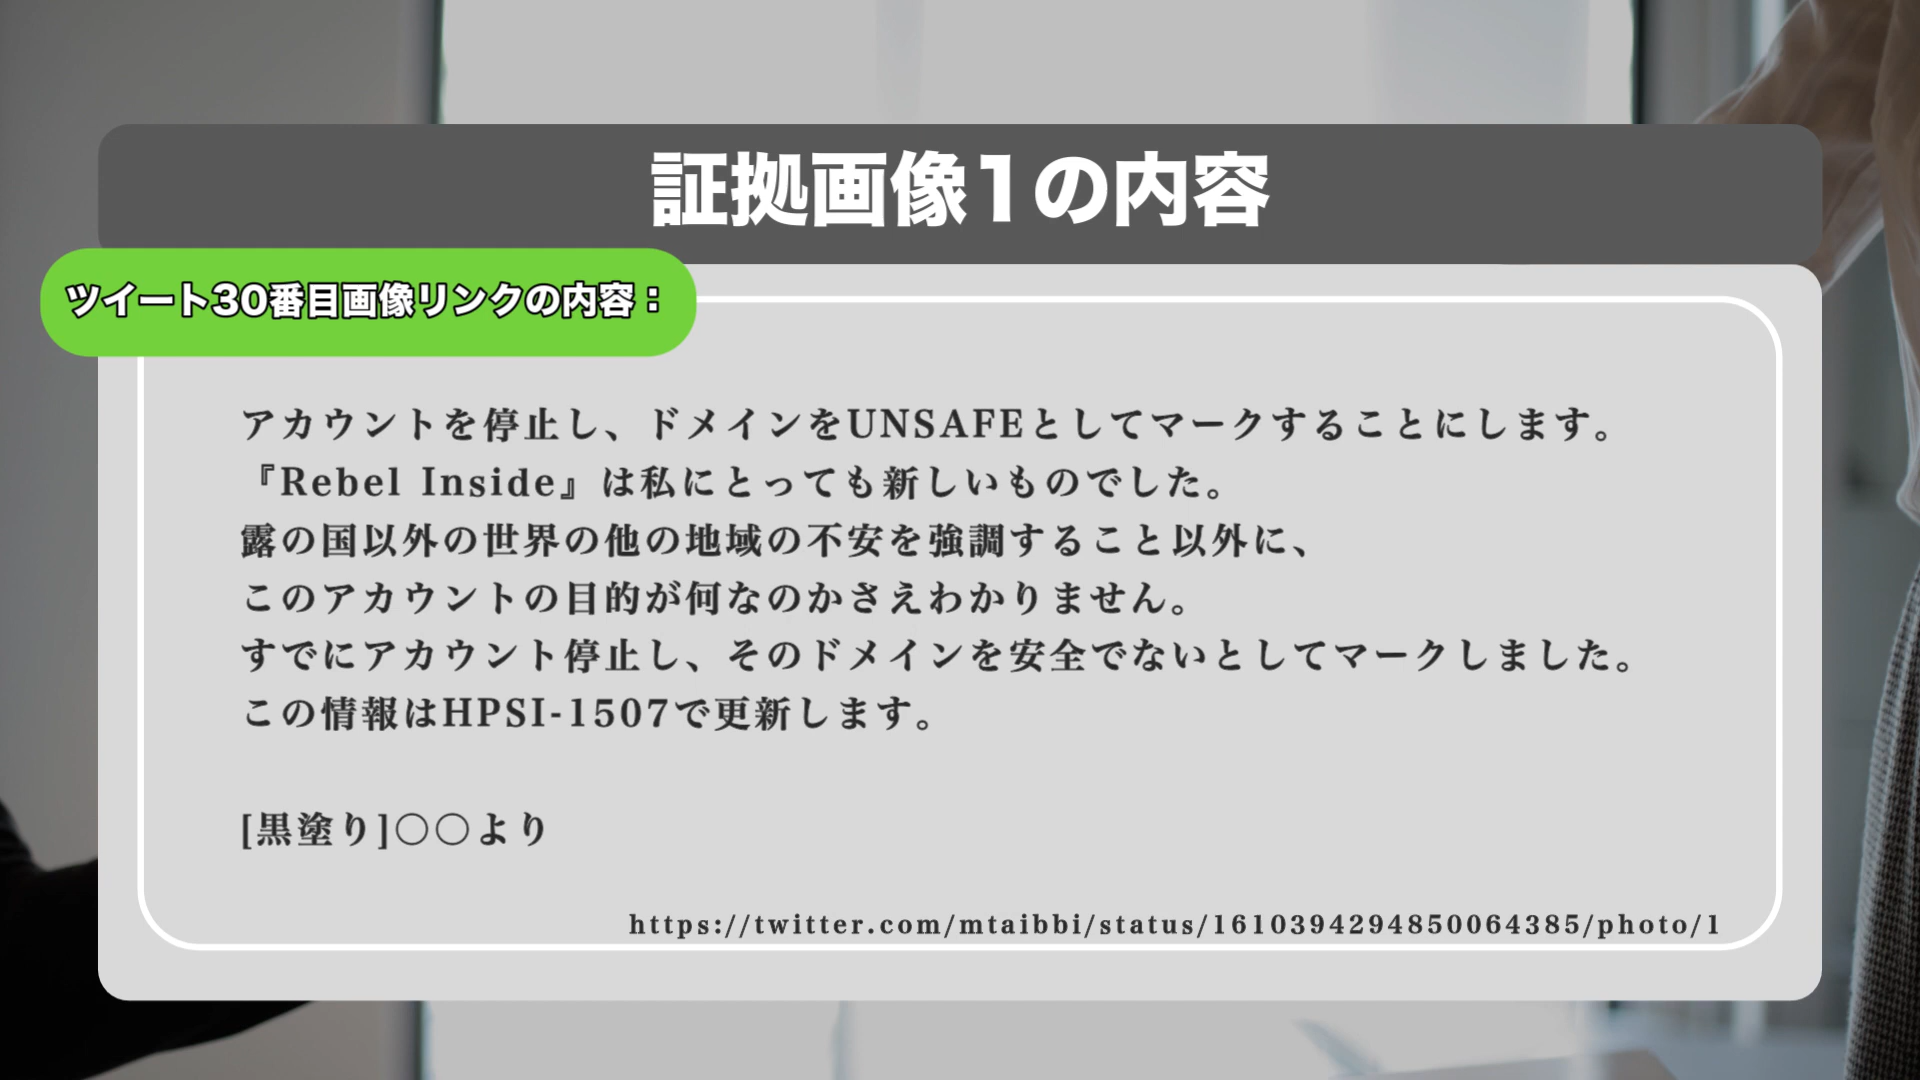 証拠画像1の内容
ツイート30番目画像リンクの内容：
アカウントを停止し、ドメインをUNSAFEとしてマークすることにします。
『Rebel Inside』は私にとっても新しいものでした。
露の国以外の世界の他の地域の不安を強調すること以外に、
このアカウントの目的が何なのかさえわかりません。
すでにアカウント停止し、そのドメインを安全でないとしてマークしました。
この情報はHPSI-1507で更新します。
[黒塗り]〇〇より
https://twitter.com/mtaibbi/status/1610394294850064385/photo/1